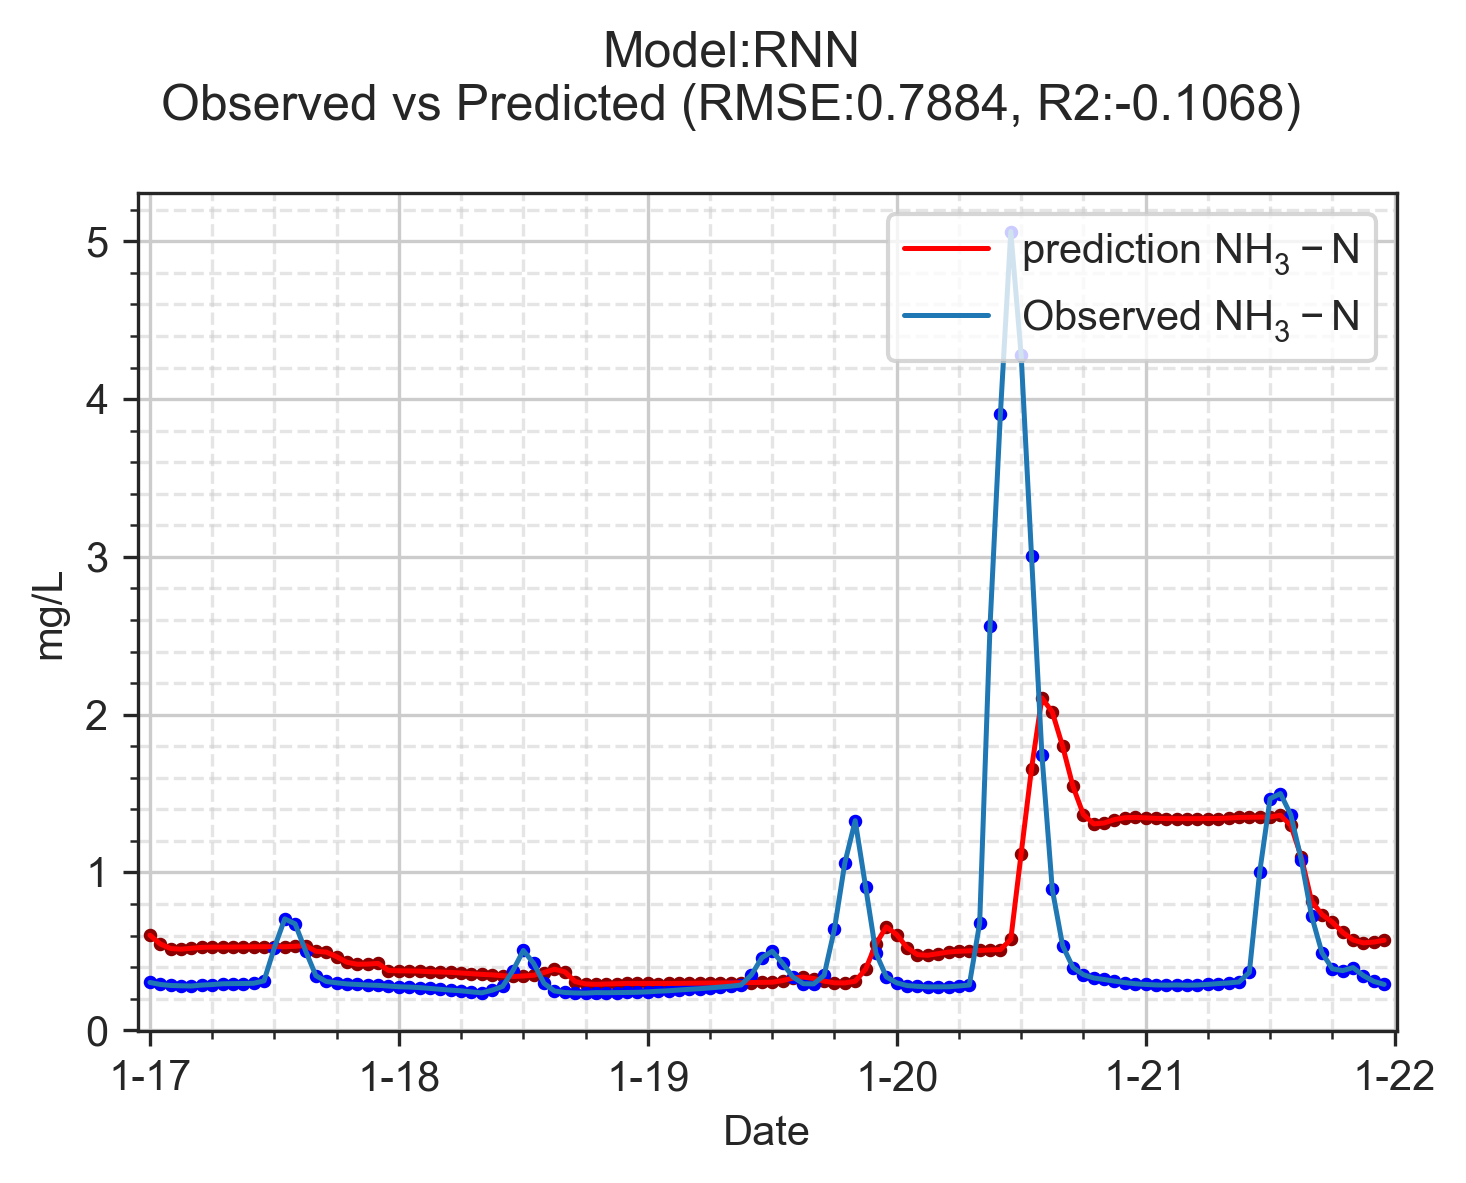 Model:RNN
Observed vs Predicted (RMSE:0.7884, R2:-0.1068)
prediction NH₃ − N
Observed NH₃ − N
5
4
3
2
1
0
mg/L
1-17 1-18 1-19 1-20 1-21 1-22
Date